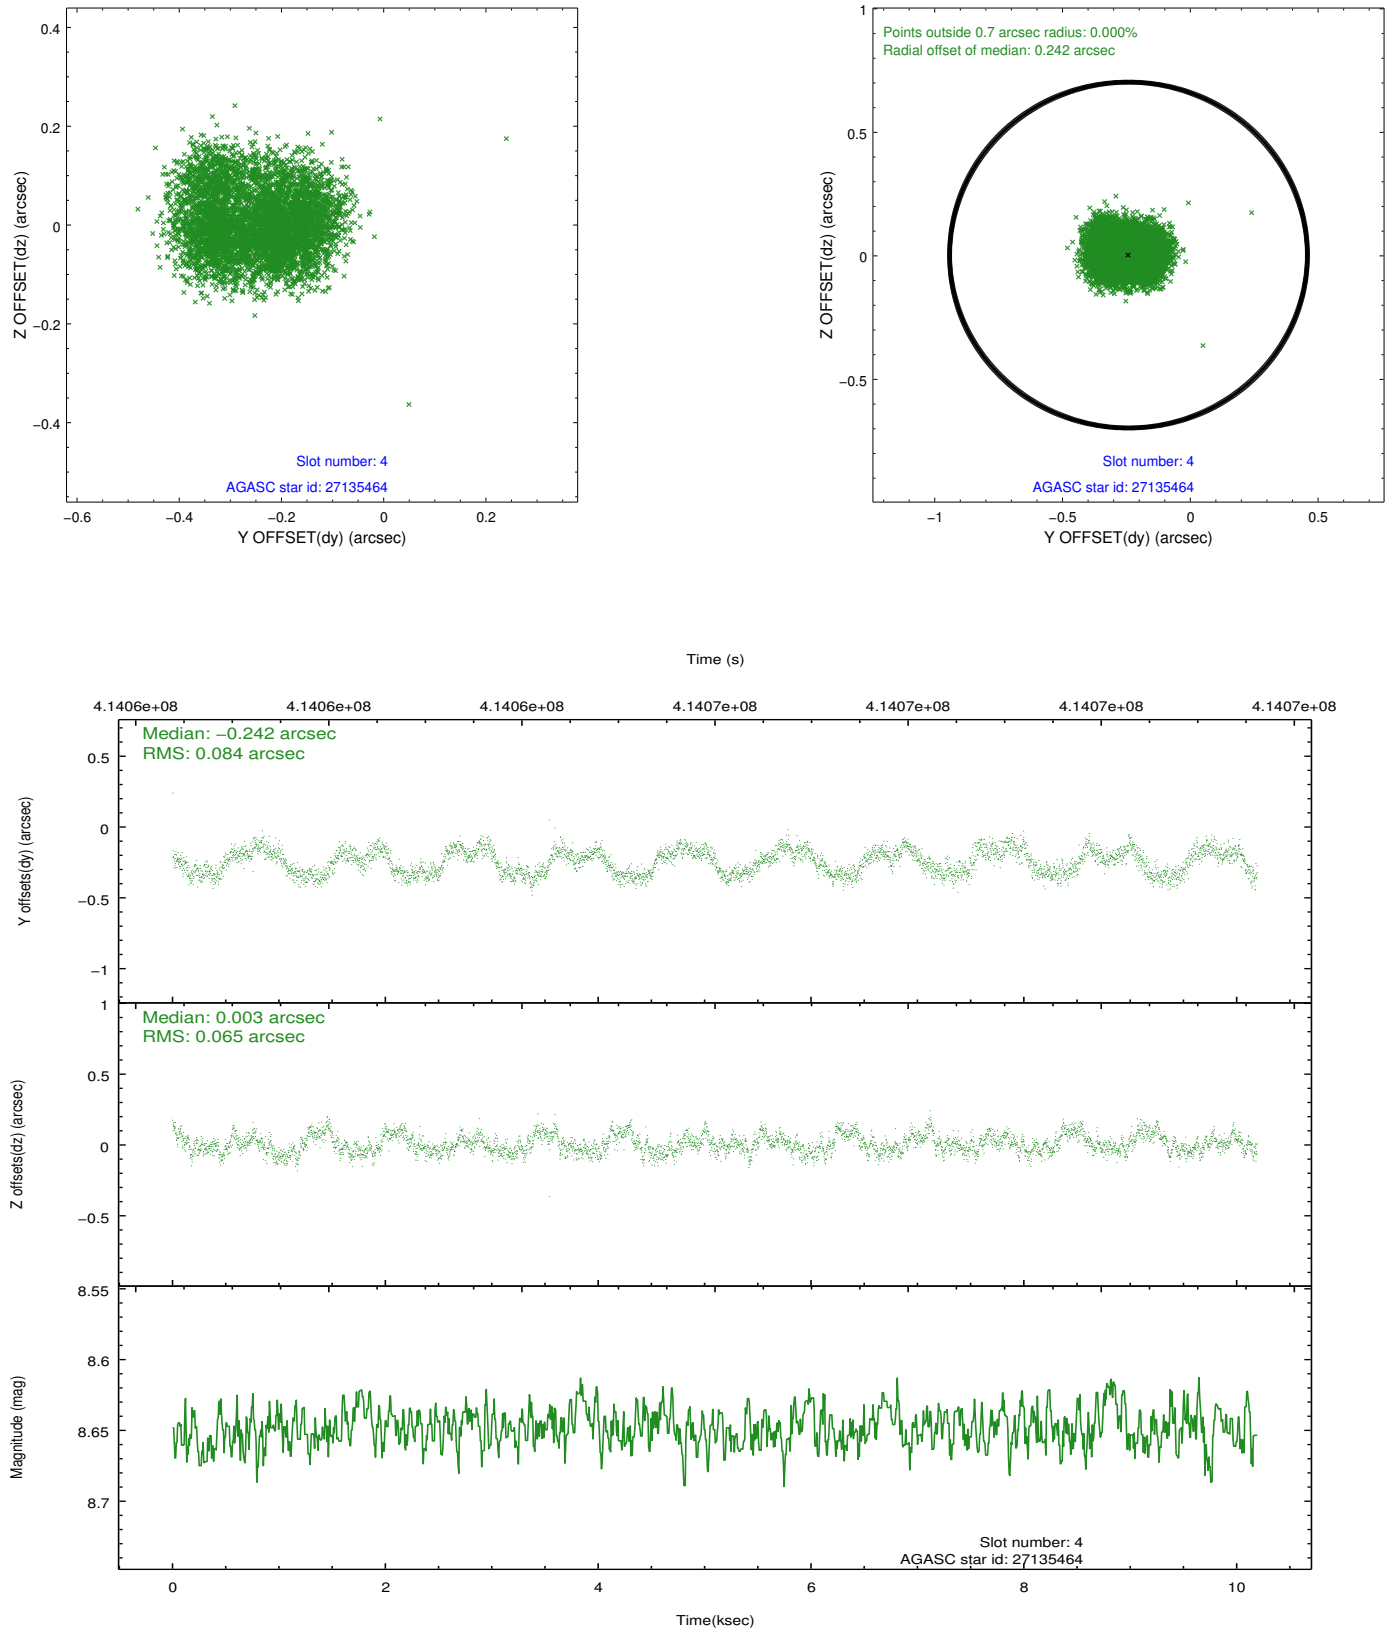 Points outside 0.7 arcsec radius: 0.000%
Radial offset of median: 0.242 arcsec
0.4
0.2
0
−0.2
−0.4
Z OFFSET(dz) (arcsec)
Slot number: 4
AGASC star id: 27135464
−0.6
−0.4
−0.2
0
0.2
Y OFFSET(dy) (arcsec)
1
0.5
0
−0.5
Z OFFSET(dz) (arcsec)
Slot number: 4
AGASC star id: 27135464
−1
−0.5
0
0.5
Y OFFSET(dy) (arcsec)
Time (s)
4.1406e+08
4.1406e+08
4.1406e+08
4.1407e+08
4.1407e+08
4.1407e+08
4.1407e+08
Median: −0.242 arcsec
RMS: 0.084 arcsec
0.5
0
−0.5
−1
Y offsets(dy) (arcsec)
Median: 0.003 arcsec
RMS: 0.065 arcsec
1
0.5
0
−0.5
Z offsets(dz) (arcsec)
8.55
8.6
8.65
8.7
Magnitude (mag)
Slot number: 4
AGASC star id: 27135464
0
2
4
6
8
10
Time(ksec)